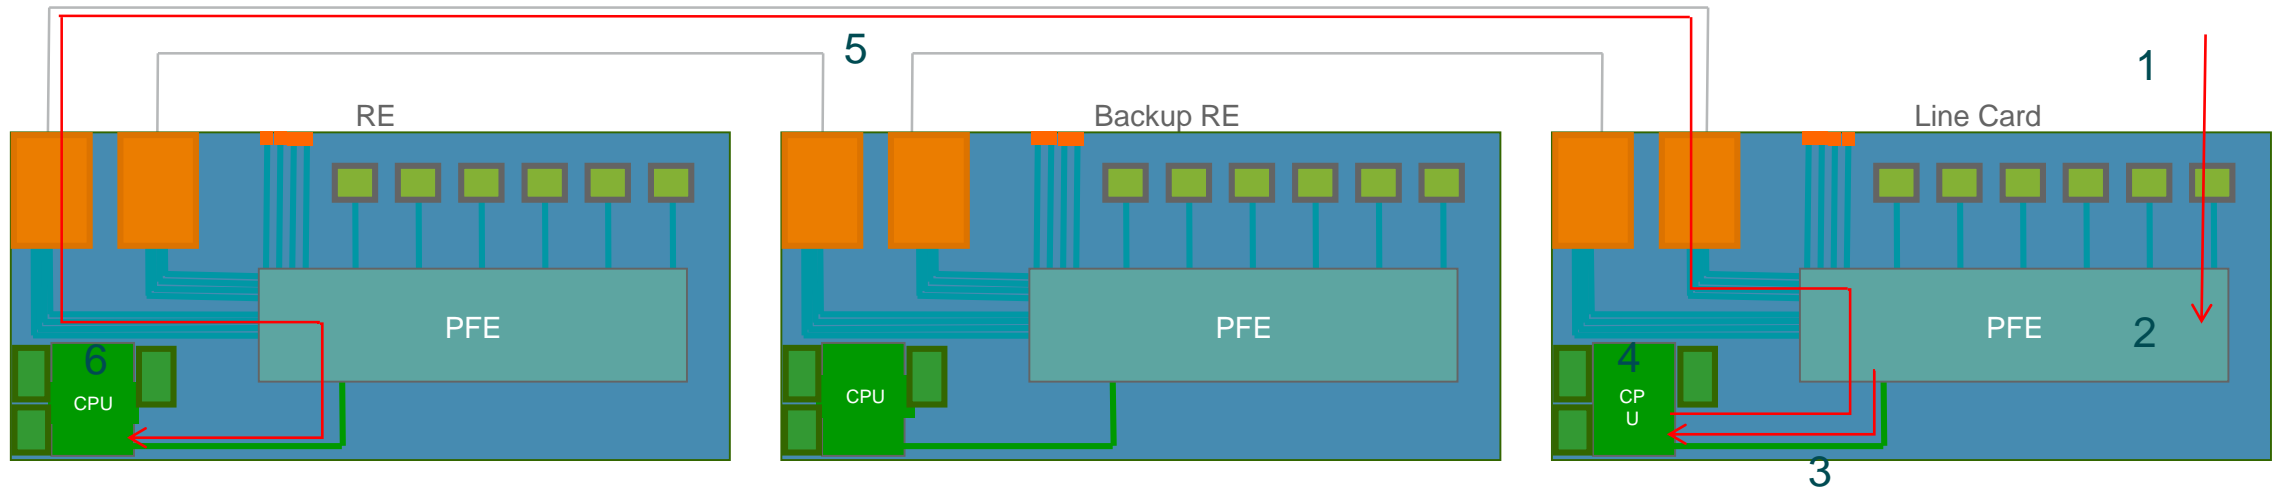 5
1
RE
Backup RE
Line Card
PFE
PFE
PFE
2
6
4
CPU
CPU
CP
U
3